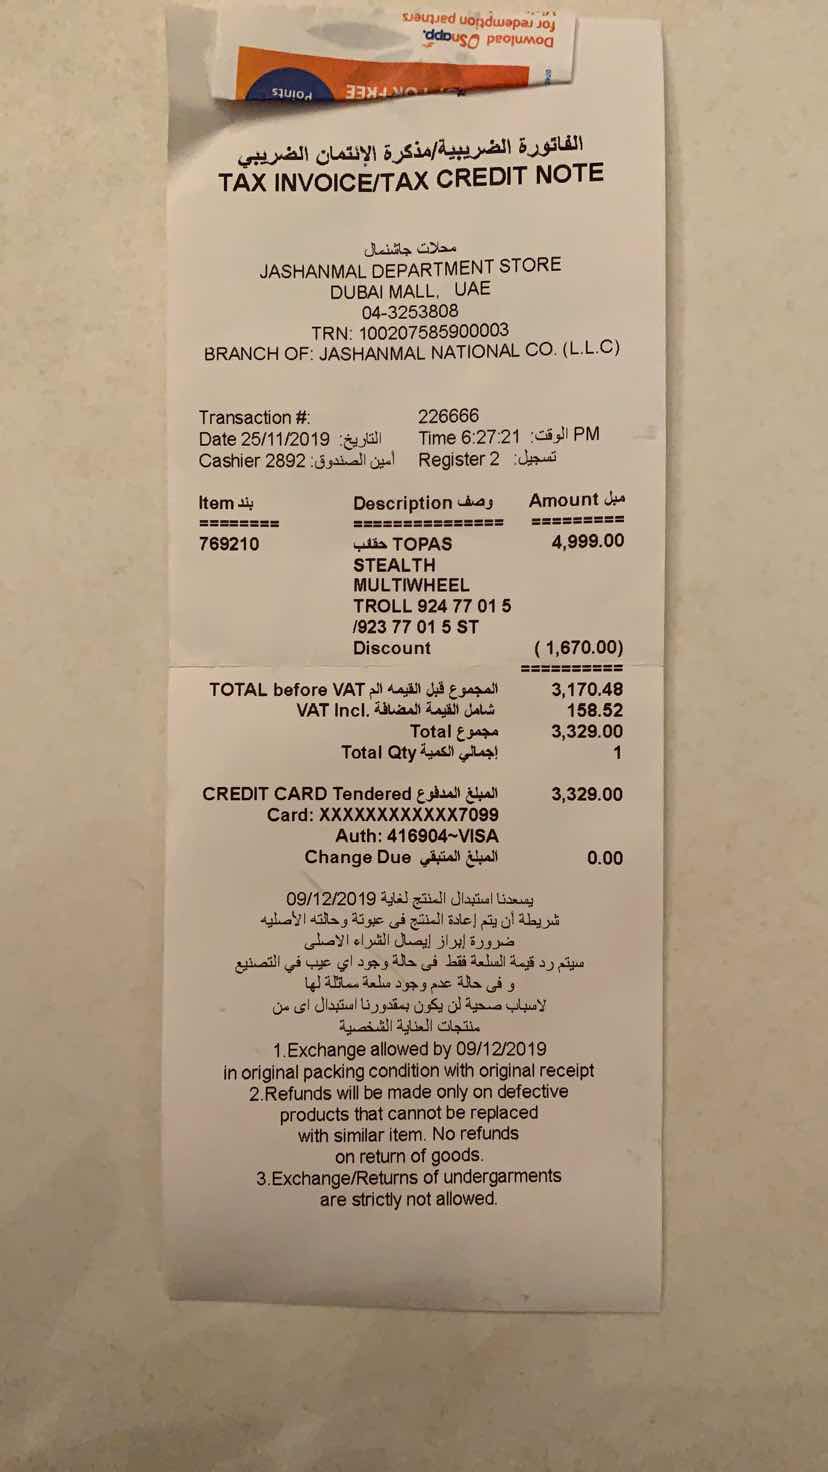 Download Snapp.
for redemption partners
FOR FREE
Points
الفاتورة الضريبية/مذكرة الإئتمان الضريبي
TAX INVOICE/TAX CREDIT NOTE
محلات جاشنمال
JASHANMAL DEPARTMENT STORE
DUBAI MALL, UAE
04-3253808
TRN: 100207585900003
BRANCH OF: JASHANMAL NATIONAL CO. (L.L.C)
Transaction #: 226666
Date 25/11/2019 التاريخ: Time 6:27:21 الوقت: PM
Cashier 2892 أمين الصندوق: Register 2 تسجيل:
Item بند Description وصف Amount مبل
======== =============== =========
769210 حقائب TOPAS 4,999.00
STEALTH
MULTIWHEEL
TROLL 924 77 01 5
/923 77 01 5 ST
Discount ( 1,670.00)
==========
TOTAL before VAT المجموع قبل القيمه الم 3,170.48
VAT Incl. شامل القيمة المضافة 158.52
Total مجموع 3,329.00
Total Qty إجمالي الكمية 1
CREDIT CARD Tendered المبلغ المدفوع 3,329.00
Card: XXXXXXXXXXXX7099
Auth: 416904~VISA
Change Due المبلغ المتبقي 0.00
يسعدنا استبدال المنتج لغاية 09/12/2019
شريطة أن يتم إعادة المنتج فى عبوتة وحالته الأصليه
ضرورة إبراز إيصال الشراء الاصلى
سيتم رد قيمة السلعة فقط فى حالة وجود اي عيب في التصنيع
و فى حالة عدم وجود سلعة مماثلة لها
لاسباب صحية لن يكون بمقدورنا استبدال اى من
منتجات العناية الشخصية
1.Exchange allowed by 09/12/2019
in original packing condition with original receipt
2.Refunds will be made only on defective
products that cannot be replaced
with similar item. No refunds
on return of goods.
3.Exchange/Returns of undergarments
are strictly not allowed.